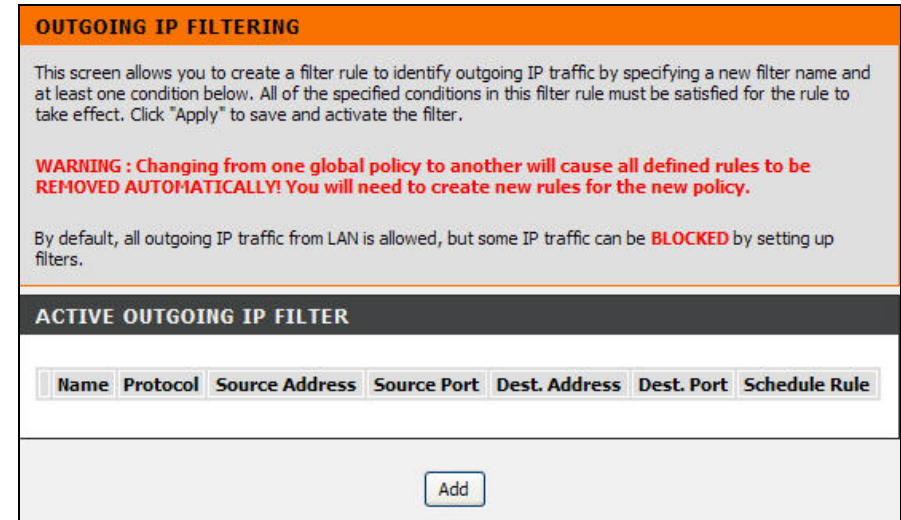 OUTGOING IP FILTERING
This screen allows you to create a filter rule to identify outgoing IP traffic by specifying a new filter name and
at least one condition below. All of the specified conditions in this filter rule must be satisfied for the rule to
take effect. Click "Apply" to save and activate the filter.
WARNING : Changing from one global policy to another will cause all defined rules to be
REMOVED AUTOMATICALLY! You will need to create new rules for the new policy.
By default, all outgoing IP traffic from LAN is allowed, but some IP traffic can be BLOCKED by setting up
filters.
ACTIVE OUTGOING IP FILTER
Name Protocol Source Address Source Port Dest. Address Dest. Port Schedule Rule
Add